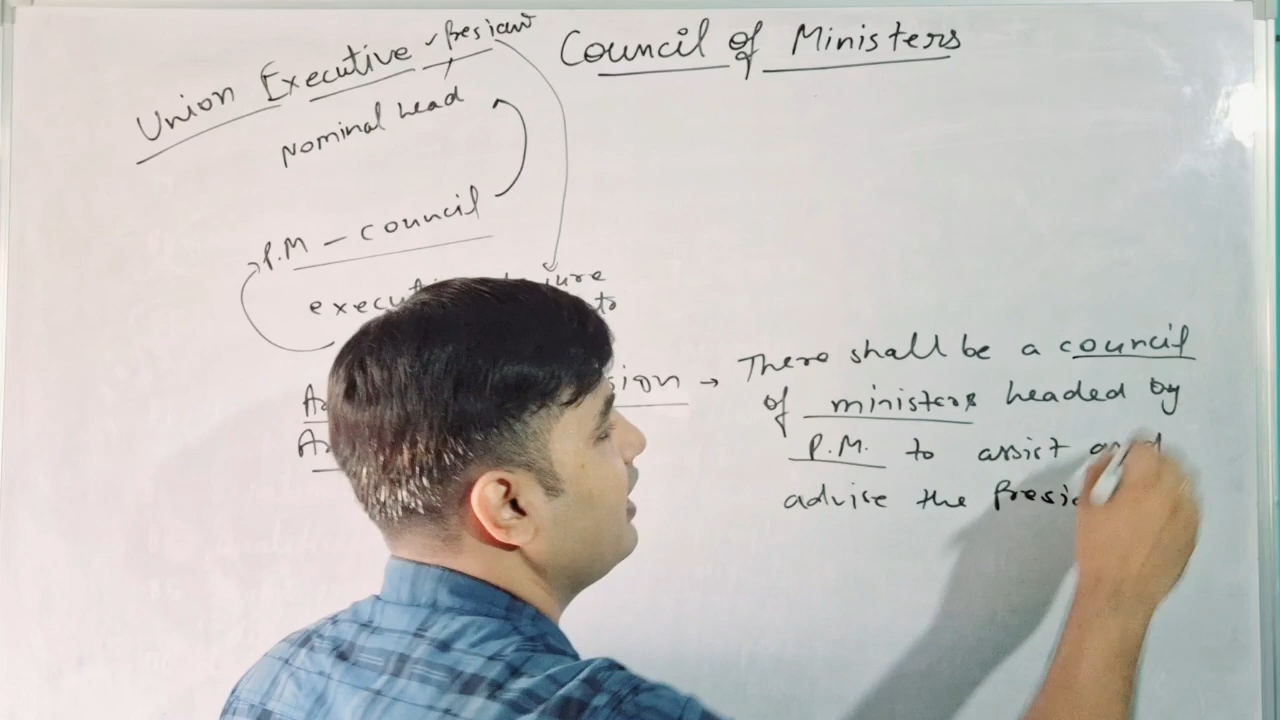 Council of Ministers
Union Executive
Nominal head
P.M - council
There shall be a council
of ministers headed by
P.M. to assist and
advise the